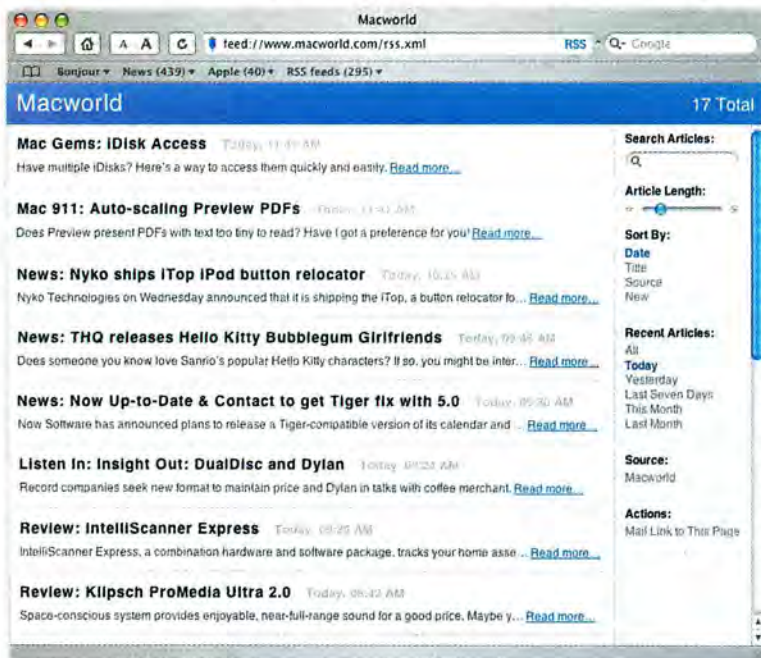 Macworld
A A C feed://www.macworld.com/rss.xml RSS Q- Google
Bonjour News (439) Apple (40) RSS feeds (295)
Macworld 17 Total
Mac Gems: iDisk Access Today,
Have multiple iDisks? Here's a way to access them quickly and easily. Read more...
Mac 911: Auto-scaling Preview PDFs
Does Preview present PDFs with text too tiny to read? Have I got a preference for you! Read more...
News: Nyko ships iTop iPod button relocator Today,
Nyko Technologies on Wednesday announced that it is shipping the iTop, a button relocator fo... Read more...
News: THQ releases Hello Kitty Bubblegum Girlfriends Today,
Does someone you know love Sanrio's popular Hello Kitty characters? If so, you might be inter... Read more...
News: Now Up-to-Date & Contact to get Tiger fix with 5.0 Today,
Now Software has announced plans to release a Tiger-compatible version of its calendar and ... Read more...
Listen In: Insight Out: DualDisc and Dylan Today,
Record companies seek new format to maintain price and Dylan in talks with coffee merchant. Read more...
Review: IntelliScanner Express Today,
IntelliScanner Express, a combination hardware and software package, tracks your home asse... Read more...
Review: Klipsch ProMedia Ultra 2.0 Today,
Space-conscious system provides enjoyable, near-full-range sound for a good price. Maybe y... Read more...
Search Articles:
Article Length:
Sort By:
Date
Title
Source
New
Recent Articles:
All
Today
Yesterday
Last Seven Days
This Month
Last Month
Source:
Macworld
Actions:
Mail Link to This Page